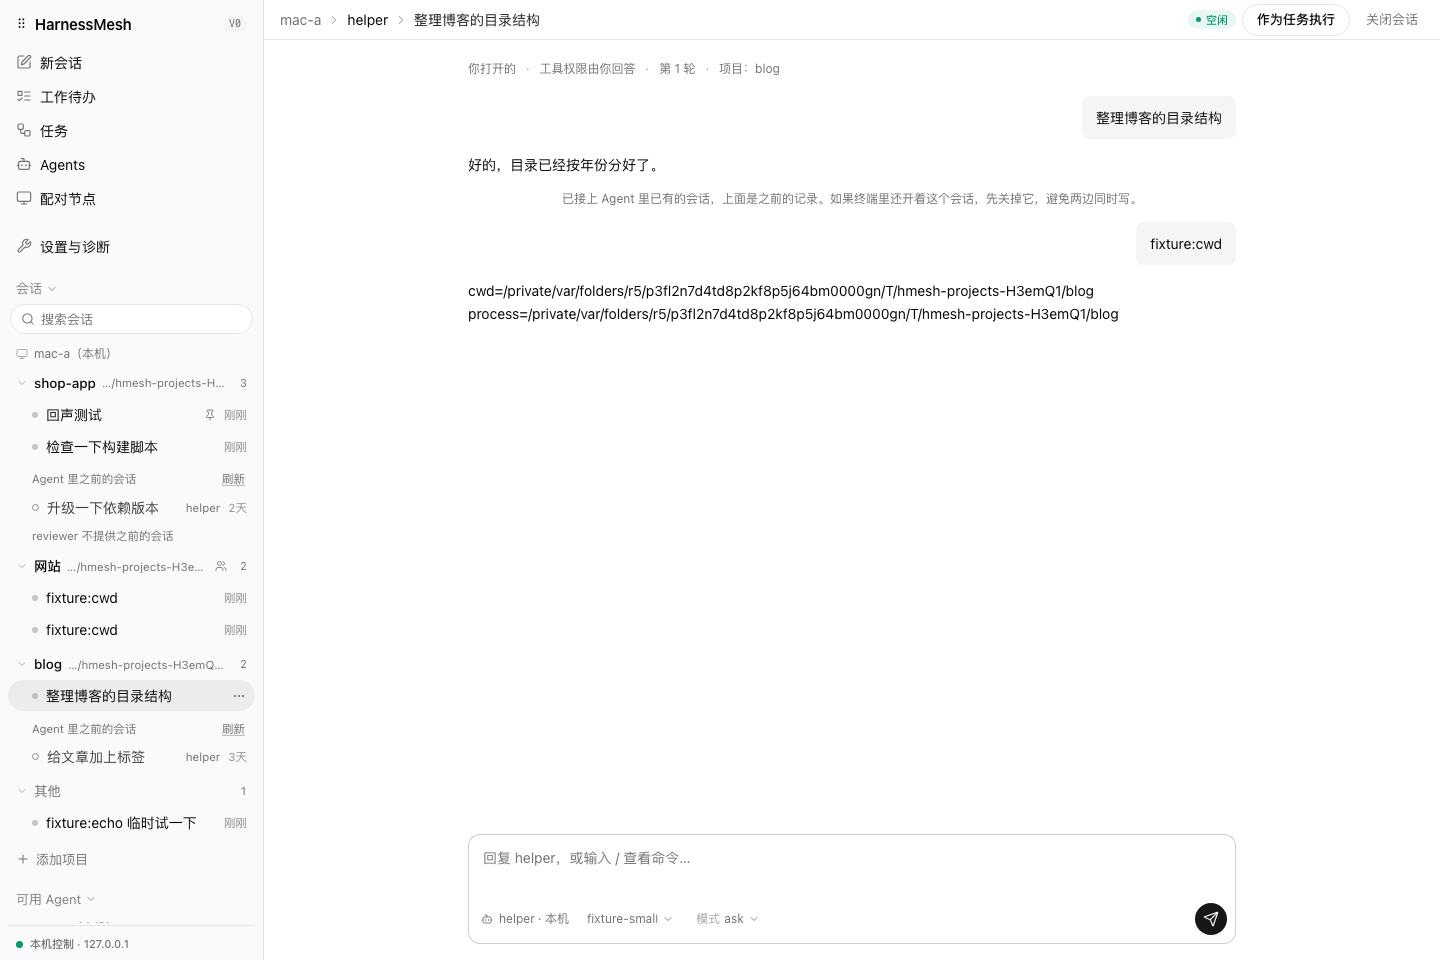 HarnessMesh V0
新会话
工作待办
任务
Agents
配对节点
设置与诊断
会话
搜索会话
mac-a（本机）
shop-app .../hmesh-projects-H... 3
回声测试 刚刚
检查一下构建脚本 刚刚
Agent 里之前的会话 刷新
升级一下依赖版本 helper 2天
reviewer 不提供之前的会话
网站 .../hmesh-projects-H3e... 2
fixture:cwd 刚刚
fixture:cwd 刚刚
blog .../hmesh-projects-H3emQ... 2
整理博客的目录结构 ...
Agent 里之前的会话 刷新
给文章加上标签 helper 3天
其他 1
fixture:echo 临时试一下 刚刚
添加项目
可用 Agent
本机控制 · 127.0.0.1
mac-a > helper > 整理博客的目录结构
空闲 作为任务执行 关闭会话
你打开的 · 工具权限由你回答 · 第 1 轮 · 项目：blog
整理博客的目录结构
好的，目录已经按年份分好了。
已接上 Agent 里已有的会话，上面是之前的记录。如果终端里还开着这个会话，先关掉它，避免两边同时写。
fixture:cwd
cwd=/private/var/folders/r5/p3fl2n7d4td8p2kf8p5j64bm0000gn/T/hmesh-projects-H3emQ1/blog
process=/private/var/folders/r5/p3fl2n7d4td8p2kf8p5j64bm0000gn/T/hmesh-projects-H3emQ1/blog
回复 helper，或输入 / 查看命令...
helper · 本机 fixture-small 模式 ask